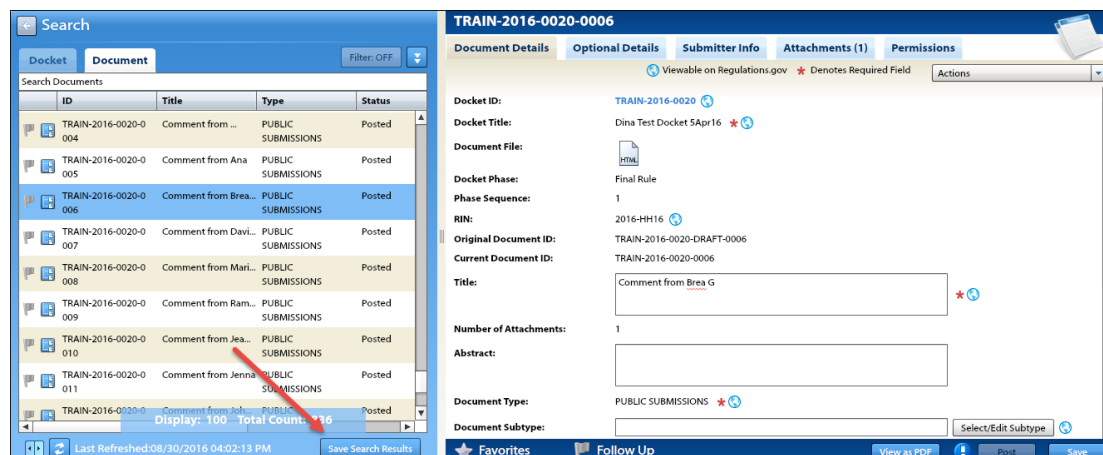 Search
Docket Document Filter: OFF
Search Documents
ID Title Type Status
TRAIN-2016-0020-0 Comment from ... PUBLIC Posted
004 SUBMISSIONS
TRAIN-2016-0020-0 Comment from Ana PUBLIC Posted
005 SUBMISSIONS
TRAIN-2016-0020-0 Comment from Brea... PUBLIC Posted
006 SUBMISSIONS
TRAIN-2016-0020-0 Comment from Davi... PUBLIC Posted
007 SUBMISSIONS
TRAIN-2016-0020-0 Comment from Mari... PUBLIC Posted
008 SUBMISSIONS
TRAIN-2016-0020-0 Comment from Ram... PUBLIC Posted
009 SUBMISSIONS
TRAIN-2016-0020-0 Comment from Jea... PUBLIC Posted
010 SUBMISSIONS
TRAIN-2016-0020-0 Comment from Jenna PUBLIC Posted
011 SUBMISSIONS
TRAIN-2016-0020-0 Comment from Joh... PUBLIC Posted
Display: 100 Total Count:
Last Refreshed:08/30/2016 04:02:13 PM Save Search Results
TRAIN-2016-0020-0006
Document Details Optional Details Submitter Info Attachments (1) Permissions
Viewable on Regulations.gov * Denotes Required Field Actions
Docket ID: TRAIN-2016-0020
Docket Title: Dina Test Docket 5Apr16 *
Document File: HTML
Docket Phase: Final Rule
Phase Sequence: 1
RIN: 2016-HH16
Original Document ID: TRAIN-2016-0020-DRAFT-0006
Current Document ID: TRAIN-2016-0020-0006
Title: Comment from Brea G *
Number of Attachments: 1
Abstract:
Document Type: PUBLIC SUBMISSIONS *
Document Subtype: Select/Edit Subtype
Favorites Follow Up View as PDF Post Save